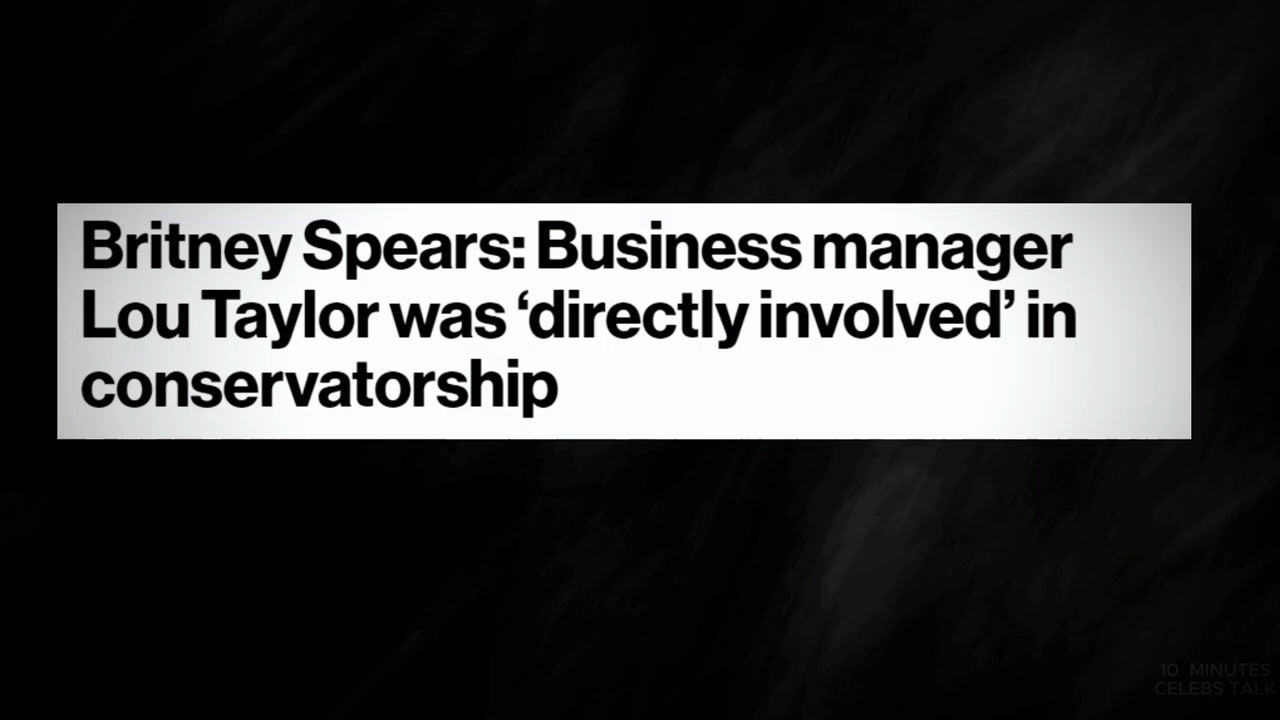 Britney Spears: Business manager
Lou Taylor was ‘directly involved’ in
conservatorship
10 MINUTES
CELEBS TALK